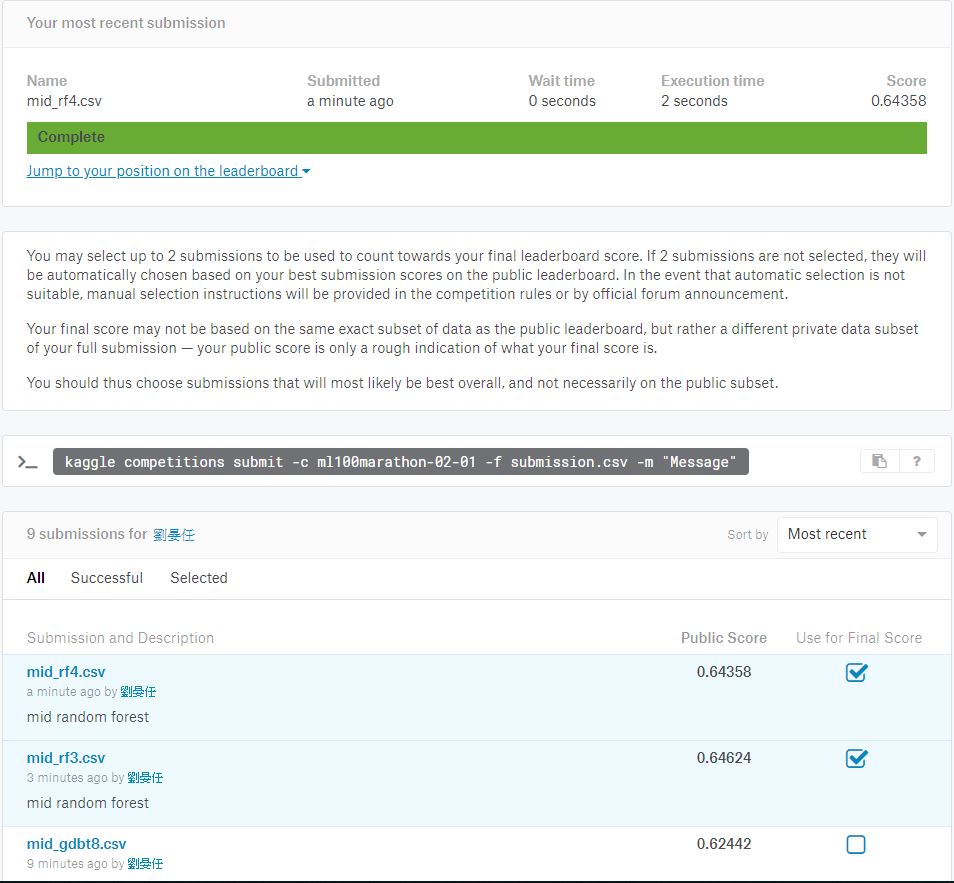 Your most recent submission
Name Submitted Wait time Execution time Score
mid_rf4.csv a minute ago 0 seconds 2 seconds 0.64358
Complete
Jump to your position on the leaderboard
You may select up to 2 submissions to be used to count towards your final leaderboard score. If 2 submissions are not selected, they will
be automatically chosen based on your best submission scores on the public leaderboard. In the event that automatic selection is not
suitable, manual selection instructions will be provided in the competition rules or by official forum announcement.
Your final score may not be based on the same exact subset of data as the public leaderboard, but rather a different private data subset
of your full submission — your public score is only a rough indication of what your final score is.
You should thus choose submissions that will most likely be best overall, and not necessarily on the public subset.
>_ kaggle competitions submit -c ml100marathon-02-01 -f submission.csv -m "Message" ?
9 submissions for 劉晏任 Sort by Most recent
All Successful Selected
Submission and Description Public Score Use for Final Score
mid_rf4.csv 0.64358
a minute ago by 劉晏任
mid random forest
mid_rf3.csv 0.64624
3 minutes ago by 劉晏任
mid random forest
mid_gdbt8.csv 0.62442
9 minutes ago by 劉晏任